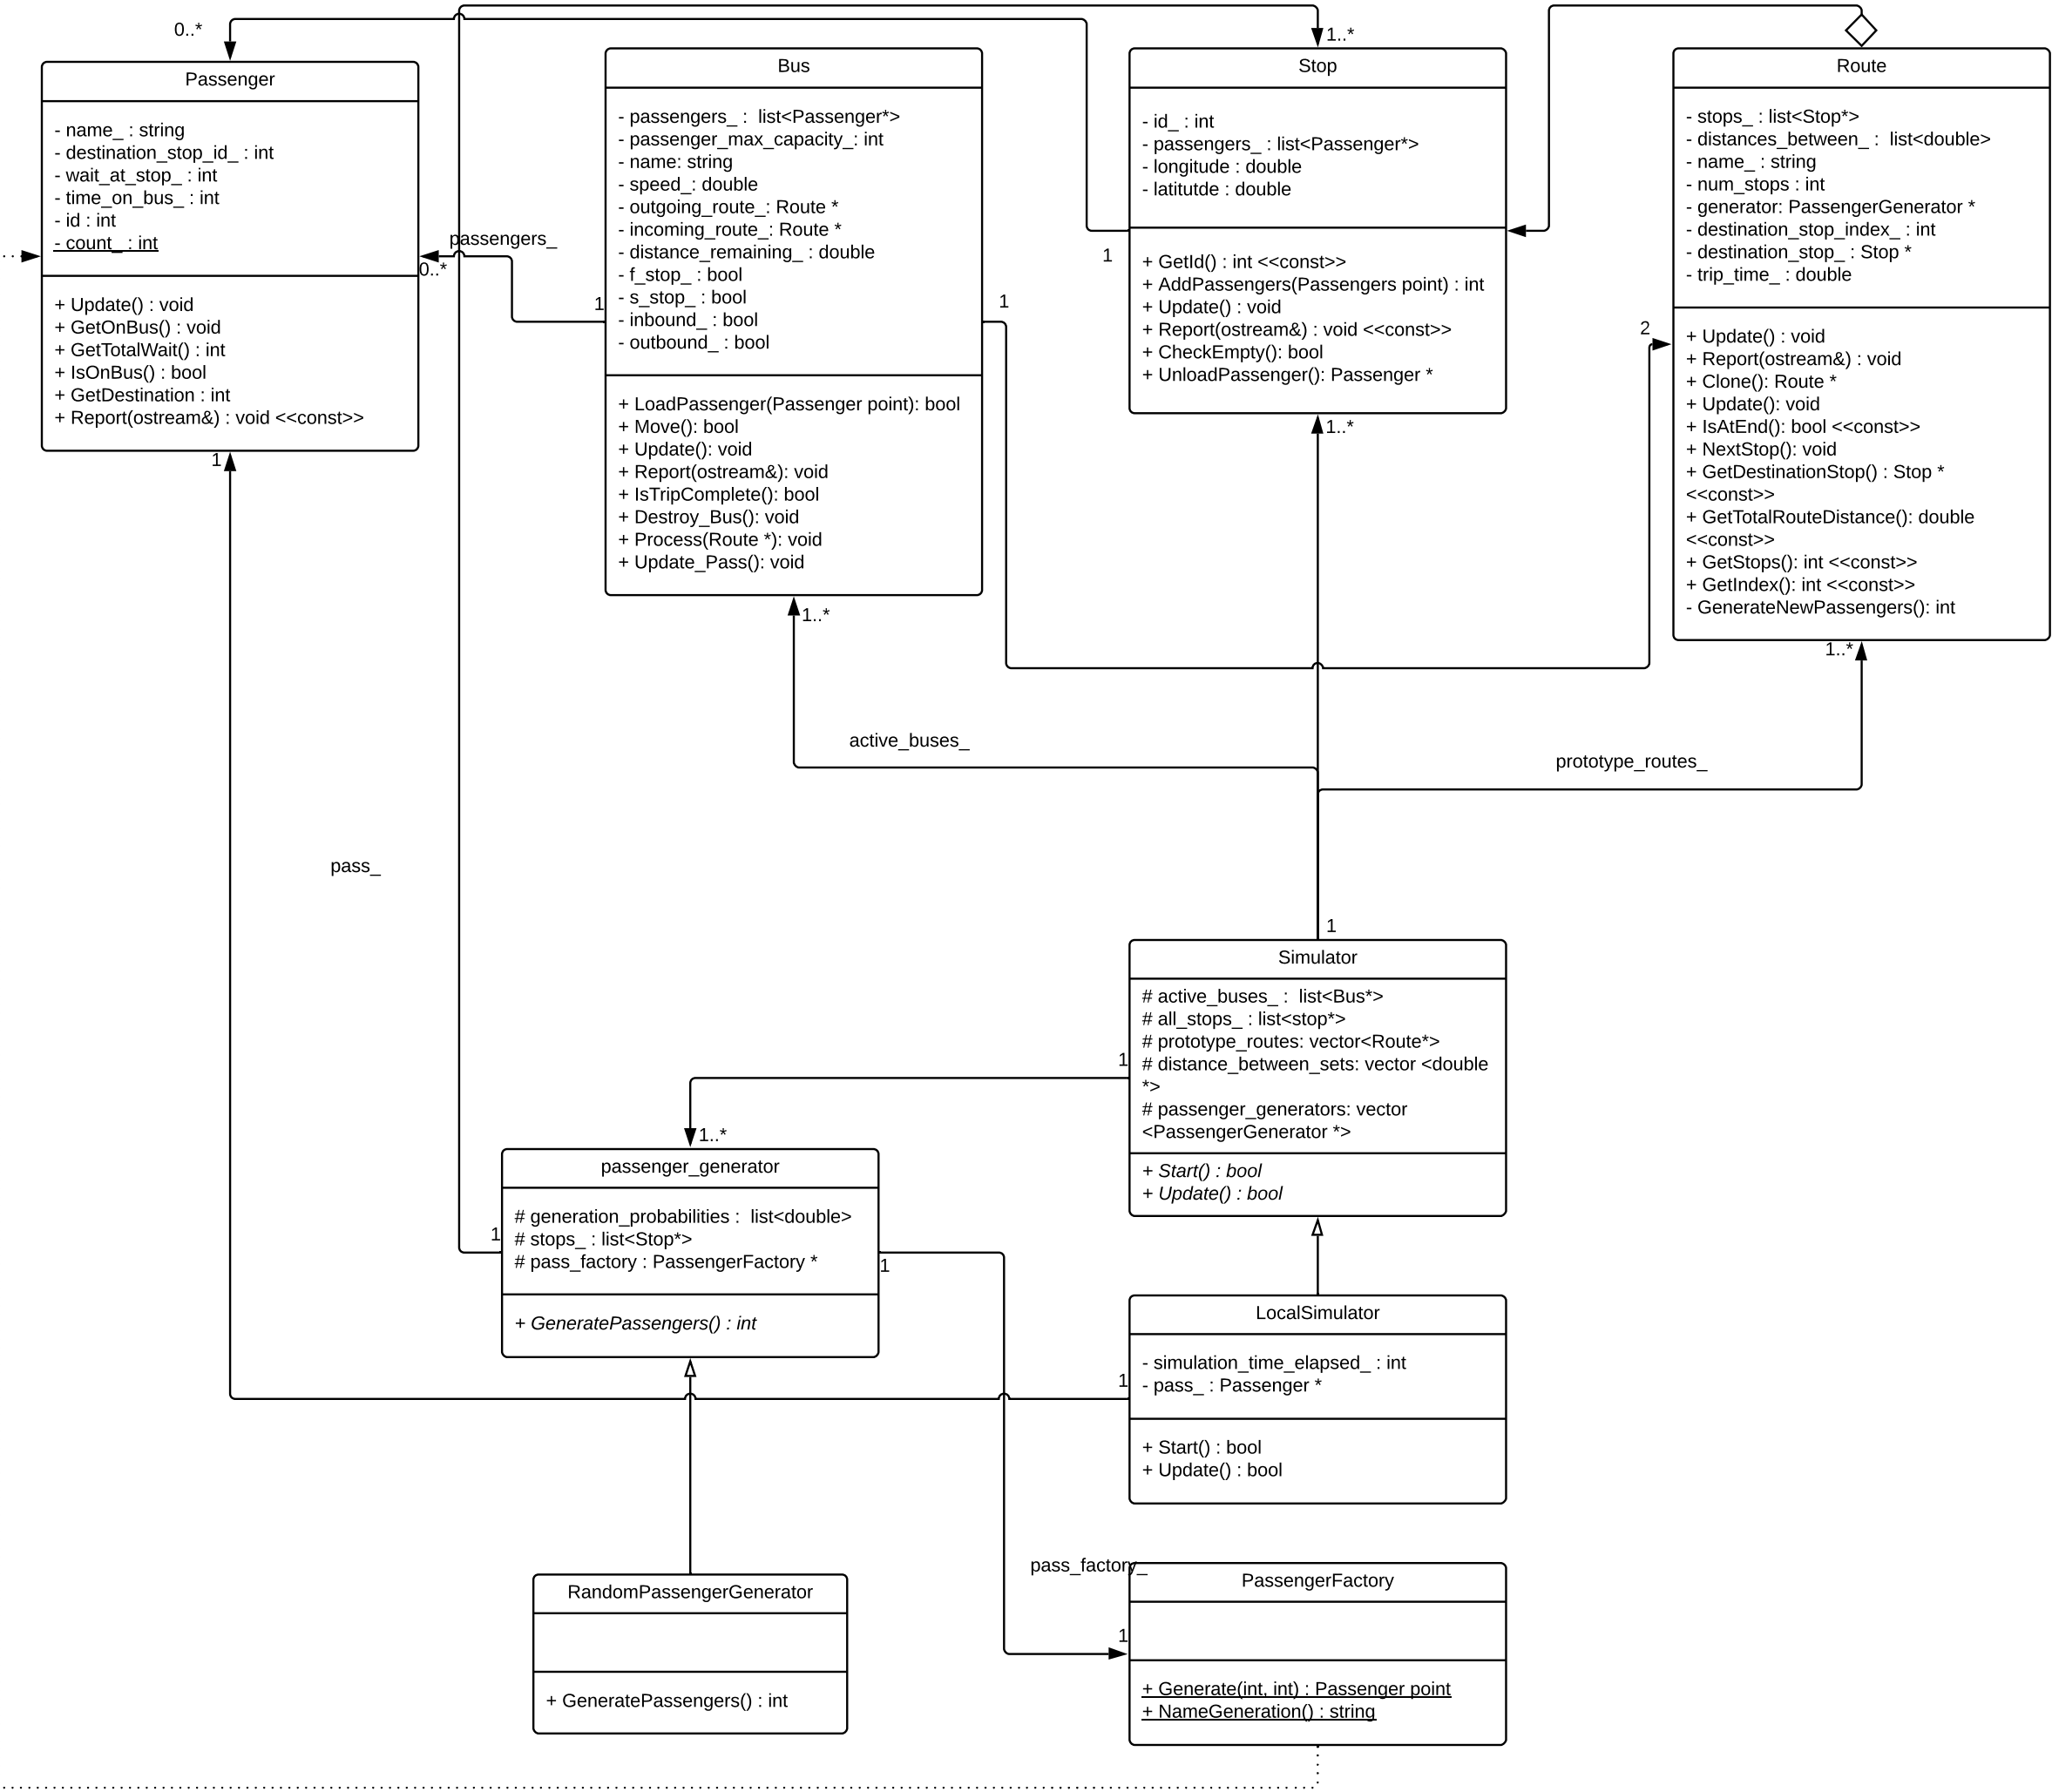 0..*
1..*
Passenger
- name_ : string
- destination_stop_id_ : int
- wait_at_stop_ : int
- time_on_bus_ : int
- id : int
- count_ : int
+ Update() : void
+ GetOnBus() : void
+ GetTotalWait() : int
+ IsOnBus() : bool
+ GetDestination : int
+ Report(ostream&) : void <<const>>
1
passengers_
0..*
1
Bus
- passengers_ :  list<Passenger*>
- passenger_max_capacity_: int
- name: string
- speed_: double
- outgoing_route_: Route *
- incoming_route_: Route *
- distance_remaining_ : double
- f_stop_ : bool
- s_stop_ : bool
- inbound_ : bool
- outbound_ : bool
+ LoadPassenger(Passenger point): bool
+ Move(): bool
+ Update(): void
+ Report(ostream&): void
+ IsTripComplete(): bool
+ Destroy_Bus(): void
+ Process(Route *): void
+ Update_Pass(): void
1..*
1
1
Stop
- id_ : int
- passengers_ : list<Passenger*>
- longitude : double
- latitutde : double
+ GetId() : int <<const>>
+ AddPassengers(Passengers point) : int
+ Update() : void
+ Report(ostream&) : void <<const>>
+ CheckEmpty(): bool
+ UnloadPassenger(): Passenger *
1..*
2
Route
- stops_ : list<Stop*>
- distances_between_ :  list<double>
- name_ : string
- num_stops : int
- generator: PassengerGenerator *
- destination_stop_index_ : int
- destination_stop_ : Stop *
- trip_time_ : double
+ Update() : void
+ Report(ostream&) : void
+ Clone(): Route *
+ Update(): void
+ IsAtEnd(): bool <<const>>
+ NextStop(): void
+ GetDestinationStop() : Stop *
<<const>>
+ GetTotalRouteDistance(): double
<<const>>
+ GetStops(): int <<const>>
+ GetIndex(): int <<const>>
- GenerateNewPassengers(): int
1..*
active_buses_
prototype_routes_
pass_
1
Simulator
# active_buses_ :  list<Bus*>
# all_stops_ : list<stop*>
# prototype_routes: vector<Route*>
# distance_between_sets: vector <double
*>
# passenger_generators: vector
<PassengerGenerator *>
+ Start() : bool
+ Update() : bool
1
1..*
passenger_generator
# generation_probabilities :  list<double>
# stops_ : list<Stop*>
# pass_factory : PassengerFactory *
+ GeneratePassengers() : int
1
1
LocalSimulator
- simulation_time_elapsed_ : int
- pass_ : Passenger *
+ Start() : bool
+ Update() : bool
1
RandomPassengerGenerator
+ GeneratePassengers() : int
pass_factory_
1
PassengerFactory
+ Generate(int, int) : Passenger point
+ NameGeneration() : string